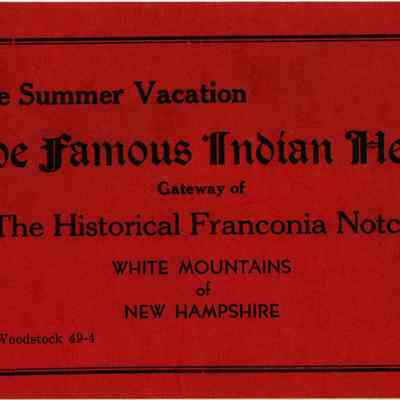 e Summer Vacation
he Famous Indian He
Gateway of
The Historical Franconia Notc
WHITE MOUNTAINS
of
NEW HAMPSHIRE
Woodstock 49-4